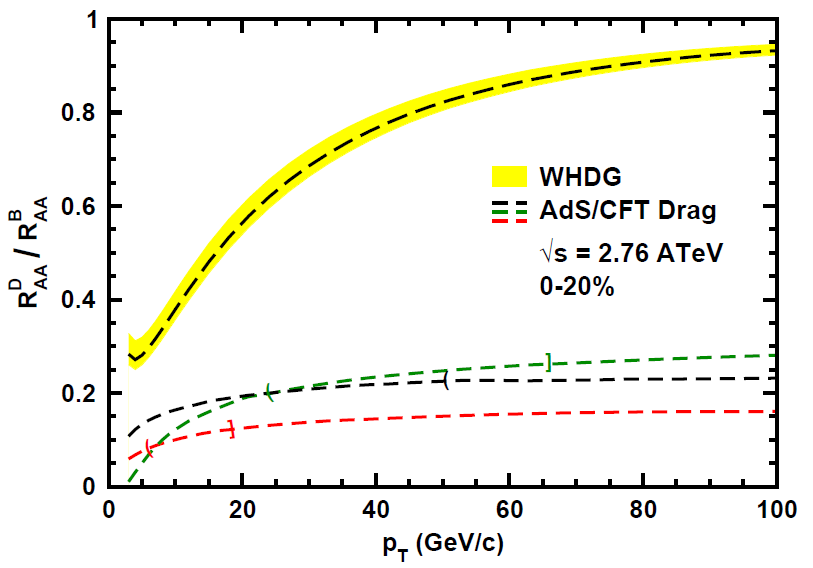 1
0.8
0.6
0.4
0.2
0
R^D_AA / R^B_AA
WHDG
AdS/CFT Drag
√s = 2.76 ATeV
0-20%
( ]
( ]
(
0 20 40 60 80 100
p_T (GeV/c)